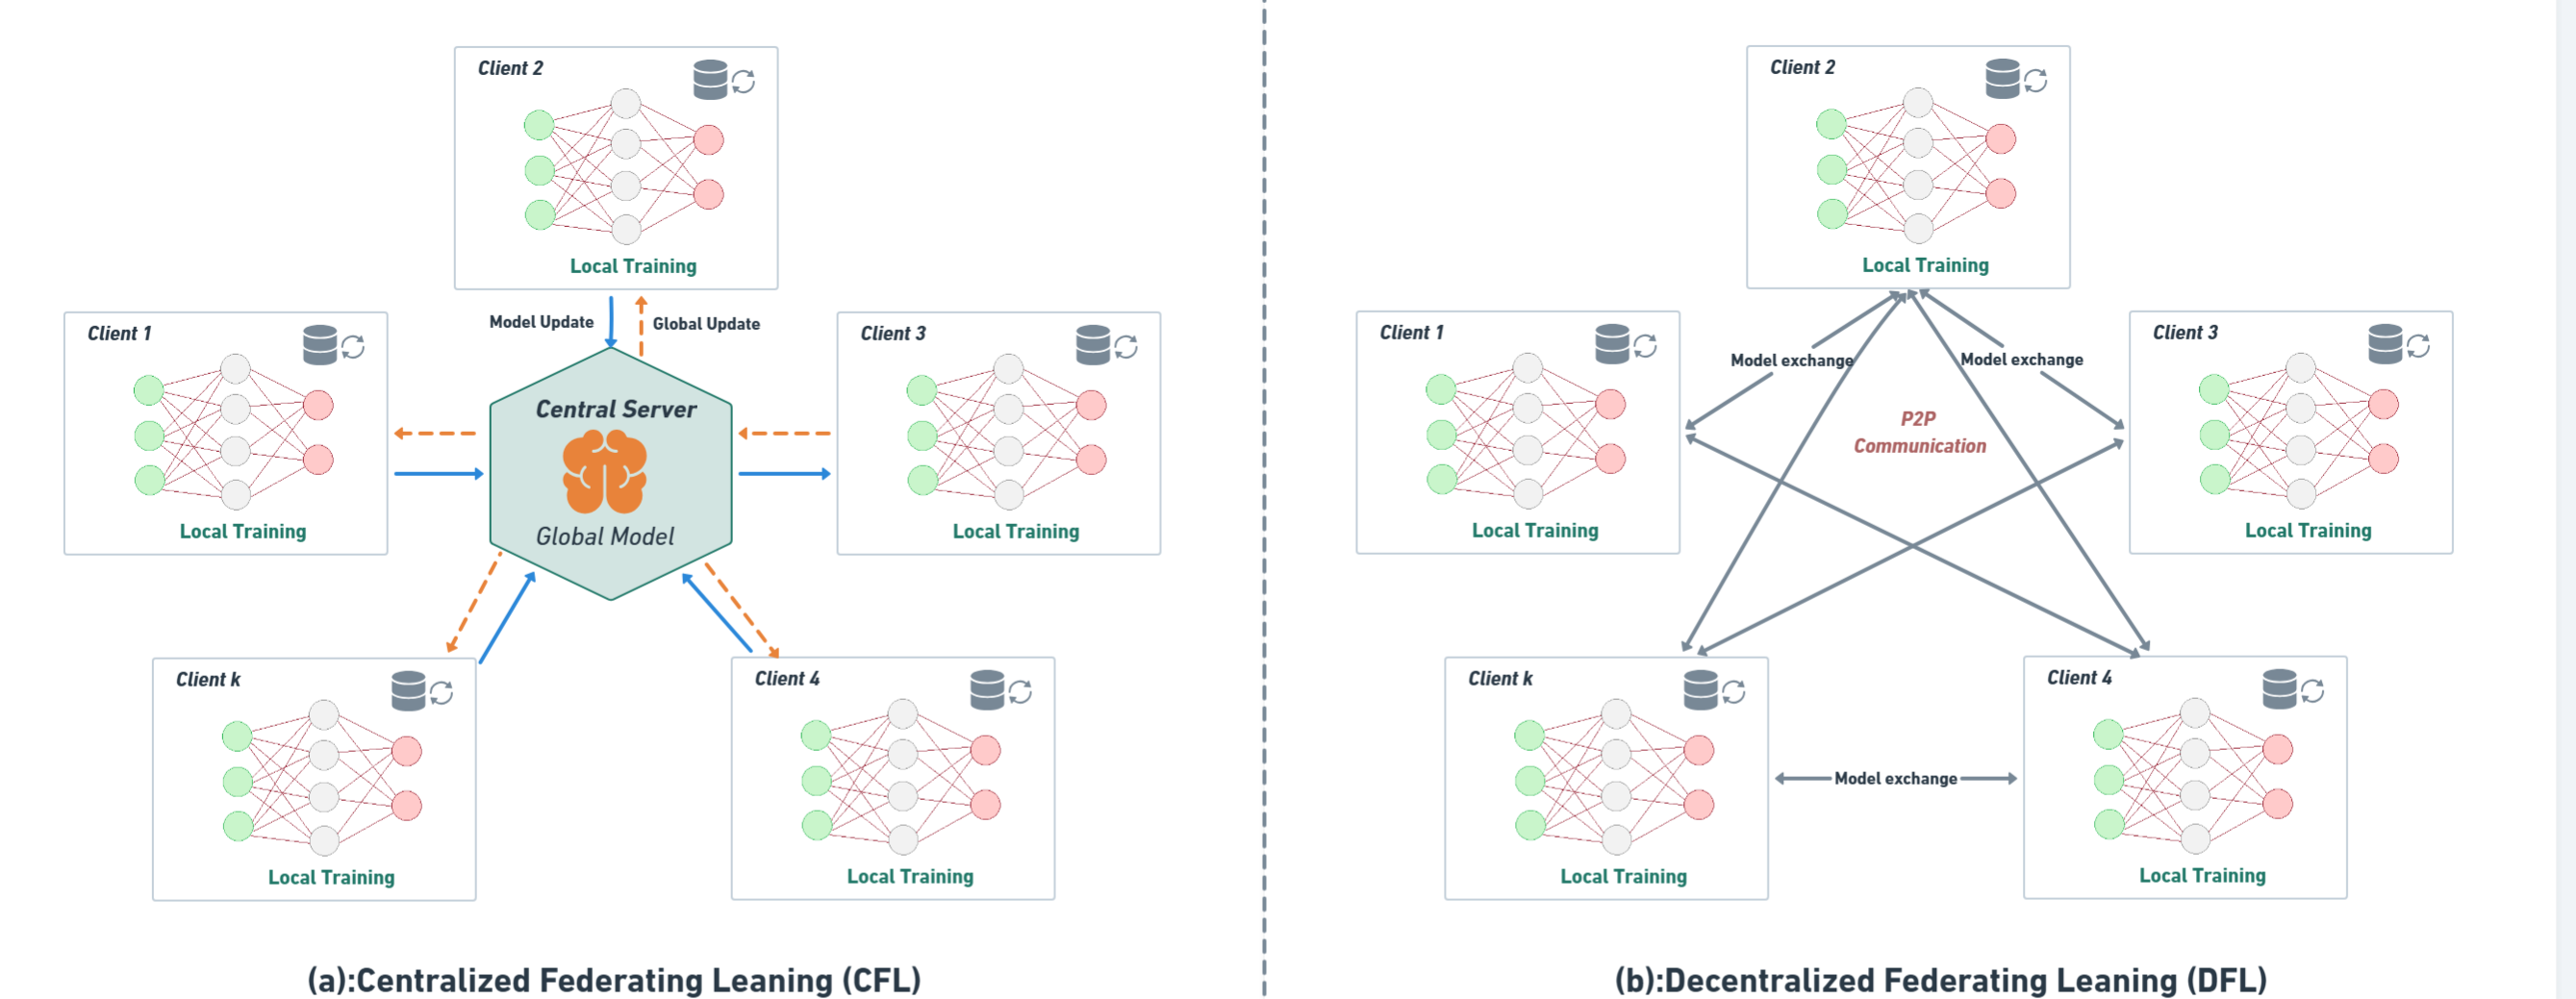 Client 2
Local Training
Model Update
Global Update
Client 1
Local Training
Central Server
Global Model
Client 3
Local Training
Client k
Local Training
Client 4
Local Training
(a):Centralized Federating Leaning (CFL)
Client 2
Local Training
Client 1
Local Training
Model exchange
Model exchange
P2P
Communication
Client 3
Local Training
Client k
Local Training
Model exchange
Client 4
Local Training
(b):Decentralized Federating Leaning (DFL)